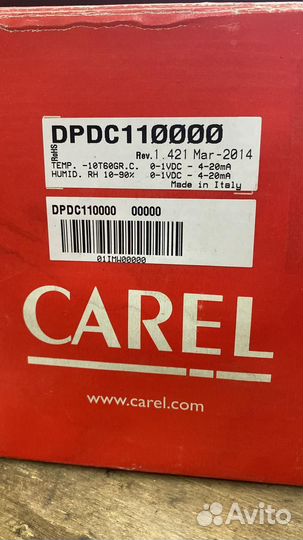 RoHS
DPDC110000
Rev.1.421 Mar-2014
TEMP. -10T60GR.C. 0-1VDC - 4-20mA
HUMID. RH 10-90% 0-1VDC - 4-20mA
Made in Italy
DPDC110000 00000
01IMW00000
CAREL
www.carel.com
Avito